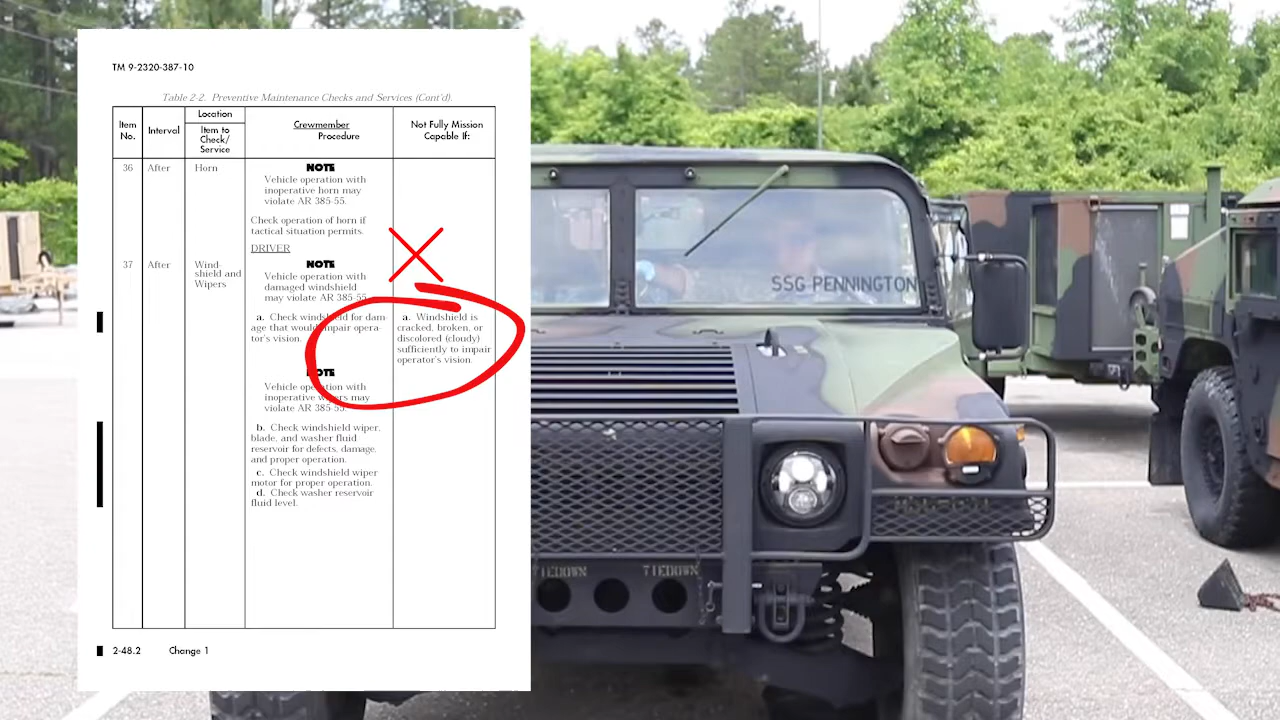 TM 9-2320-387-10
Table 2-2. Preventive Maintenance Checks and Services (Cont'd).
Item
No.
Interval
Location
Item to
Check/
Service
Crewmember
Procedure
Not Fully Mission
Capable If:
36
After
Horn
NOTE
Vehicle operation with
inoperative horn may
violate AR 385-55.
Check operation of horn if
tactical situation permits.
DRIVER
37
After
Wind-
shield and
Wipers
NOTE
Vehicle operation with
damaged windshield
may violate AR 385-55.
a. Check windshield for dam-
age that would impair opera-
tor's vision.
a. Windshield is
cracked, broken, or
discolored (cloudy)
sufficiently to impair
operator's vision.
NOTE
Vehicle operation with
inoperative wipers may
violate AR 385-55.
b. Check windshield wiper,
blade, and washer fluid
reservoir for defects, damage,
and proper operation.
c. Check windshield wiper
motor for proper operation.
d. Check washer reservoir
fluid level.
2-48.2
Change 1
SSG PENNINGTON
TIEDOWN
TIEDOWN